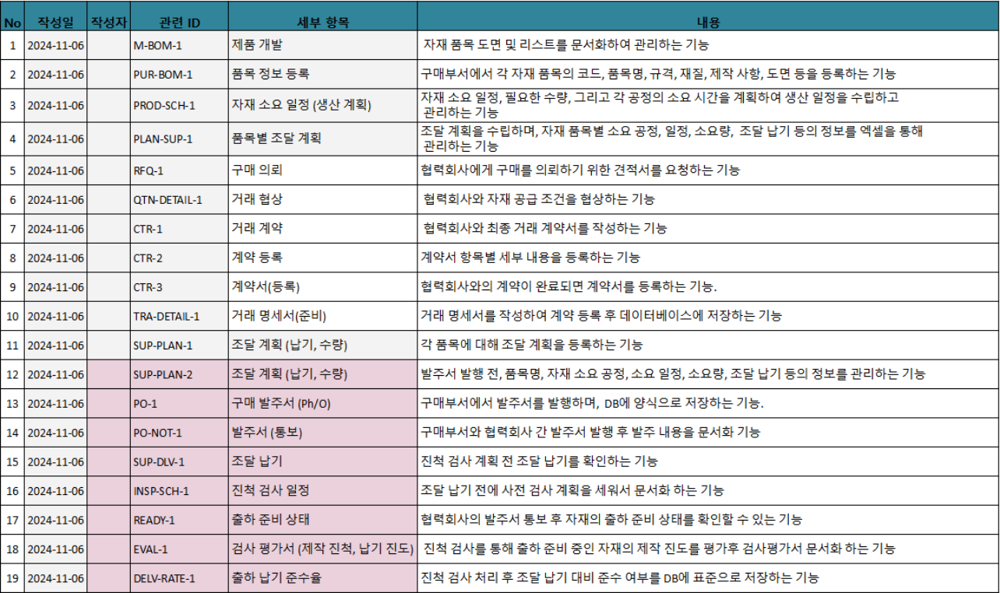 No 작성일 작성자 관련 ID 세부 항목 내용
1 2024-11-06 M-BOM-1 제품 개발 자재 품목 도면 및 리스트를 문서화하여 관리하는 기능
2 2024-11-06 PUR-BOM-1 품목 정보 등록 구매부서에서 각 자재 품목의 코드, 품목명, 규격, 재질, 제작 사항, 도면 등을 등록하는 기능
3 2024-11-06 PROD-SCH-1 자재 소요 일정 (생산 계획) 자재 소요 일정, 필요한 수량, 그리고 각 공정의 소요 시간을 계획하여 생산 일정을 수립하고
관리하는 기능
4 2024-11-06 PLAN-SUP-1 품목별 조달 계획 조달 계획을 수립하며, 자재 품목별 소요 공정, 일정, 소요량, 조달 납기 등의 정보를 엑셀을 통해
관리하는 기능
5 2024-11-06 RFQ-1 구매 의뢰 협력회사에게 구매를 의뢰하기 위한 견적서를 요청하는 기능
6 2024-11-06 QTN-DETAIL-1 거래 협상 협력회사와 자재 공급 조건을 협상하는 기능
7 2024-11-06 CTR-1 거래 계약 협력회사와 최종 거래 계약서를 작성하는 기능
8 2024-11-06 CTR-2 계약 등록 계약서 항목별 세부 내용을 등록하는 기능
9 2024-11-06 CTR-3 계약서(등록) 협력회사와의 계약이 완료되면 계약서를 등록하는 기능.
10 2024-11-06 TRA-DETAIL-1 거래 명세서(준비) 거래 명세서를 작성하여 계약 등록 후 데이터베이스에 저장하는 기능
11 2024-11-06 SUP-PLAN-1 조달 계획 (납기, 수량) 각 품목에 대해 조달 계획을 등록하는 기능
12 2024-11-06 SUP-PLAN-2 조달 계획 (납기, 수량) 발주서 발행 전, 품목명, 자재 소요 공정, 소요 일정, 소요량, 조달 납기 등의 정보를 관리하는 기능
13 2024-11-06 PO-1 구매 발주서 (Ph/O) 구매부서에서 발주서를 발행하며, DB에 양식으로 저장하는 기능.
14 2024-11-06 PO-NOT-1 발주서 (통보) 구매부서와 협력회사 간 발주서 발행 후 발주 내용을 문서화 기능
15 2024-11-06 SUP-DLV-1 조달 납기 진척 검사 계획 전 조달 납기를 확인하는 기능
16 2024-11-06 INSP-SCH-1 진척 검사 일정 조달 납기 전에 사전 검사 계획을 세워서 문서화 하는 기능
17 2024-11-06 READY-1 출하 준비 상태 협력회사의 발주서 통보 후 자재의 출하 준비 상태를 확인할 수 있는 기능
18 2024-11-06 EVAL-1 검사 평가서 (제작 진척, 납기 진도) 진척 검사를 통해 출하 준비 중인 자재의 제작 진도를 평가후 검사평가서 문서화 하는 기능
19 2024-11-06 DELV-RATE-1 출하 납기 준수율 진척 검사 처리 후 조달 납기 대비 준수 여부를 DB에 표준으로 저장하는 기능